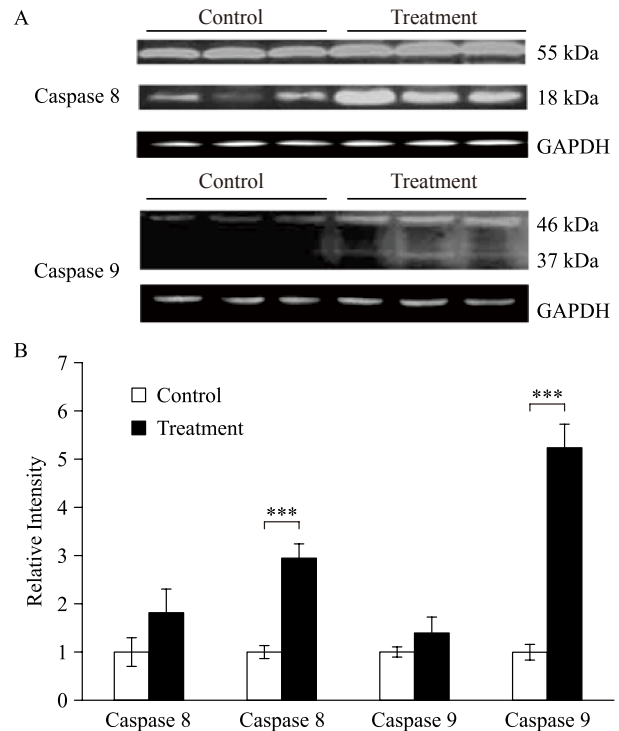 A
Control Treatment
55 kDa
Caspase 8 18 kDa
GAPDH
Control Treatment
46 kDa
37 kDa
Caspase 9
GAPDH
B
7
Control
6
***
Treatment
5
4
***
3
2
1
0
Relative Intensity
Caspase 8 Caspase 8 Caspase 9 Caspase 9